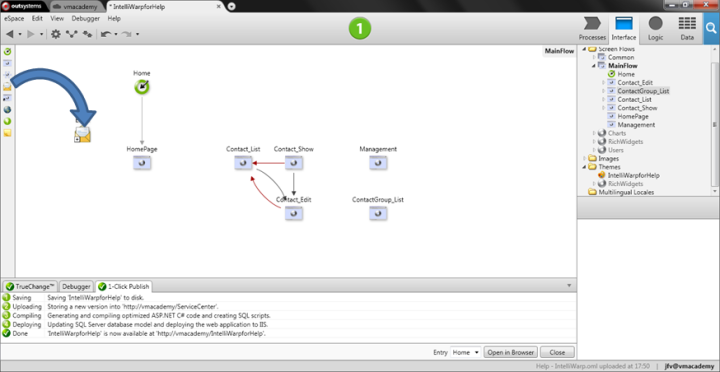 outsystems
vmacademy
* IntelliWarpforHelp
eSpace Edit View Debugger Help
1
Processes
Interface
Logic
Data
MainFlow
Home
HomePage
Contact_List
Contact_Show
Management
Contact_Edit
ContactGroup_List
Screen Flows
Common
MainFlow
Home
Contact_Edit
ContactGroup_List
Contact_List
Contact_Show
HomePage
Management
Charts
RichWidgets
Users
Images
Themes
IntelliWarpforHelp
RichWidgets
Multilingual Locales
TrueChange™ Debugger 1-Click Publish
Saving Saving 'IntelliWarpforHelp' to disk.
Uploading Storing a new version into 'http://vmacademy/ServiceCenter'.
Compiling Generating and compiling optimized ASP.NET C# code and creating SQL scripts.
Deploying Updating SQL Server database model and deploying the web application to IIS.
Done 'IntelliWarpforHelp' is now available at 'http://vmacademy/IntelliWarpforHelp'.
Entry Home Open in Browser Close
Help - IntelliWarp.oml uploaded at 17:50 jfv@vmacademy